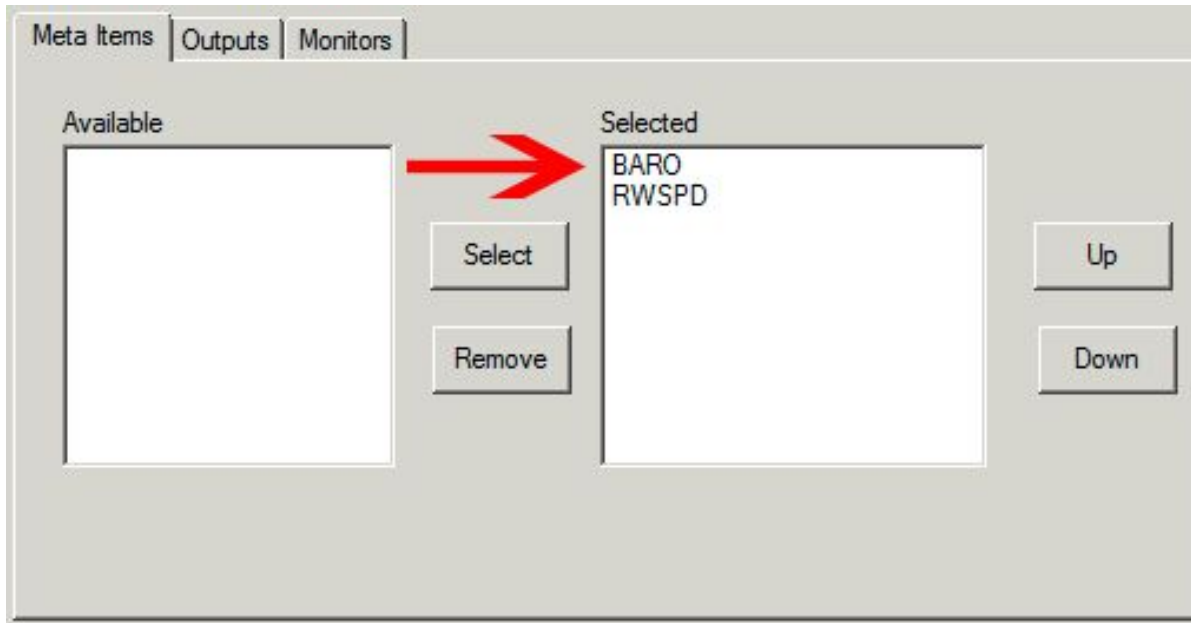 Meta Items Outputs Monitors
Available
Selected
BARO
RWSPD
Select
Remove
Up
Down